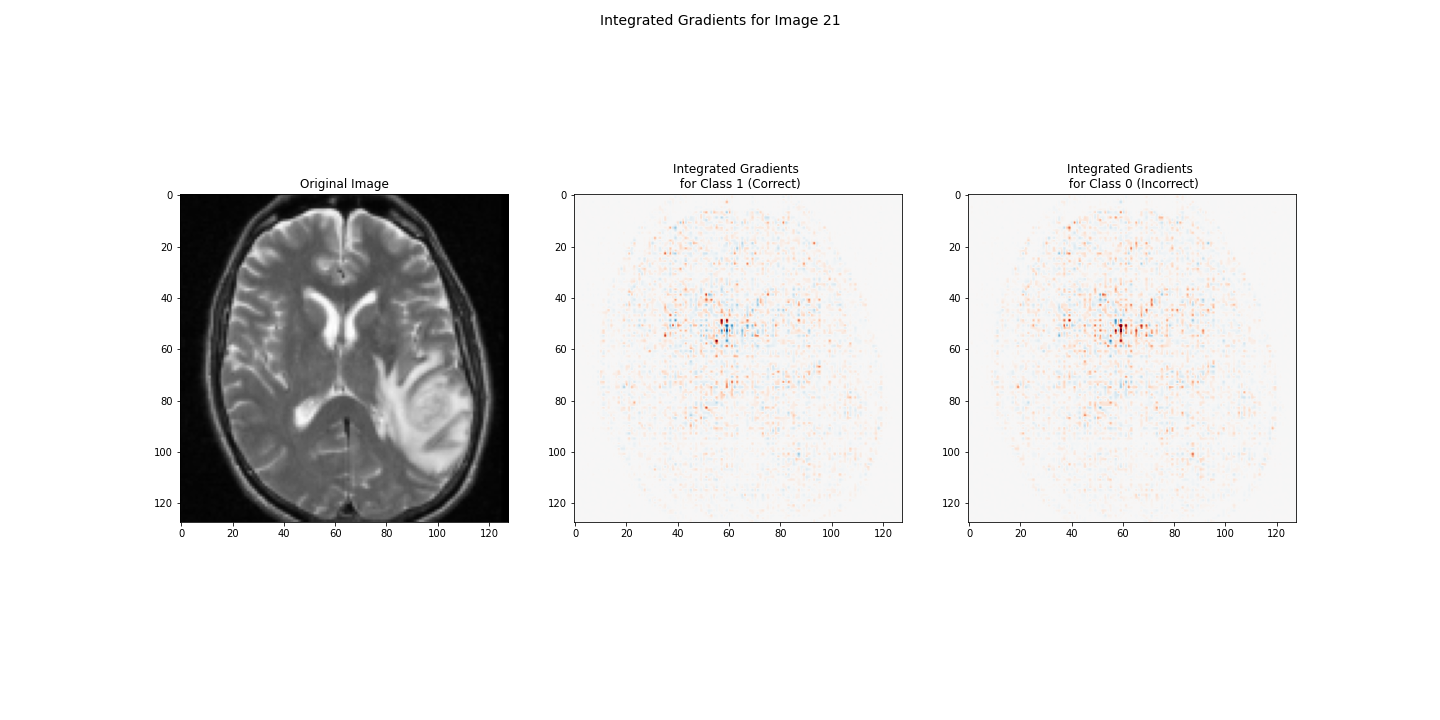 Integrated Gradients for Image 21
Original Image
0
20
40
60
80
100
120
0 20 40 60 80 100 120
Integrated Gradients
for Class 1 (Correct)
0
20
40
60
80
100
120
0 20 40 60 80 100 120
Integrated Gradients
for Class 0 (Incorrect)
0
20
40
60
80
100
120
0 20 40 60 80 100 120